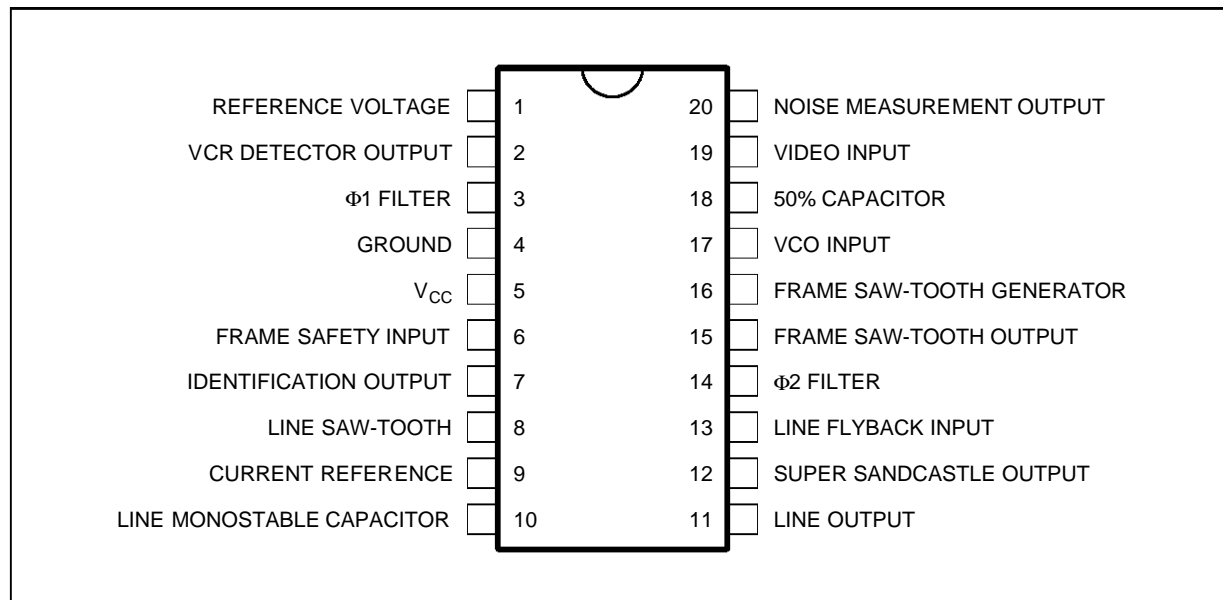 REFERENCE VOLTAGE 1 20 NOISE MEASUREMENT OUTPUT
VCR DETECTOR OUTPUT 2 19 VIDEO INPUT
Φ1 FILTER 3 18 50% CAPACITOR
GROUND 4 17 VCO INPUT
VCC 5 16 FRAME SAW-TOOTH GENERATOR
FRAME SAFETY INPUT 6 15 FRAME SAW-TOOTH OUTPUT
IDENTIFICATION OUTPUT 7 14 Φ2 FILTER
LINE SAW-TOOTH 8 13 LINE FLYBACK INPUT
CURRENT REFERENCE 9 12 SUPER SANDCASTLE OUTPUT
LINE MONOSTABLE CAPACITOR 10 11 LINE OUTPUT